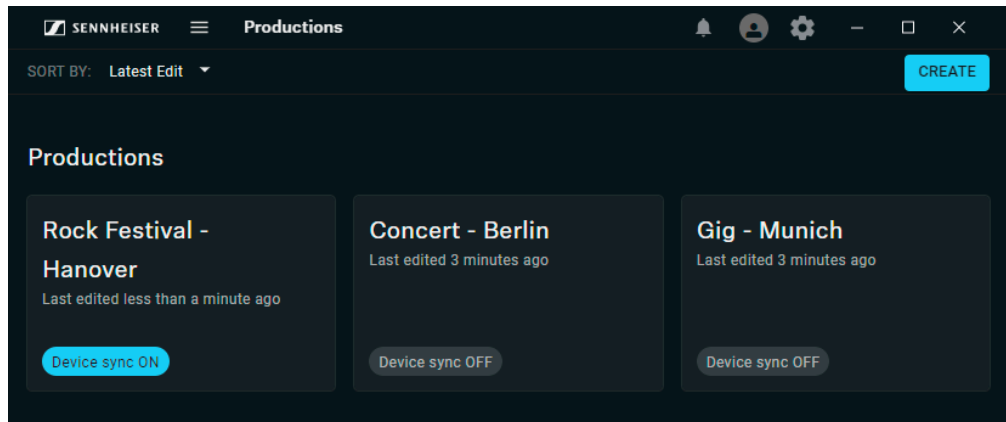 SENNHEISER Productions
SORT BY: Latest Edit
CREATE
Productions
Rock Festival -
Hanover
Last edited less than a minute ago
Device sync ON
Concert - Berlin
Last edited 3 minutes ago
Device sync OFF
Gig - Munich
Last edited 3 minutes ago
Device sync OFF